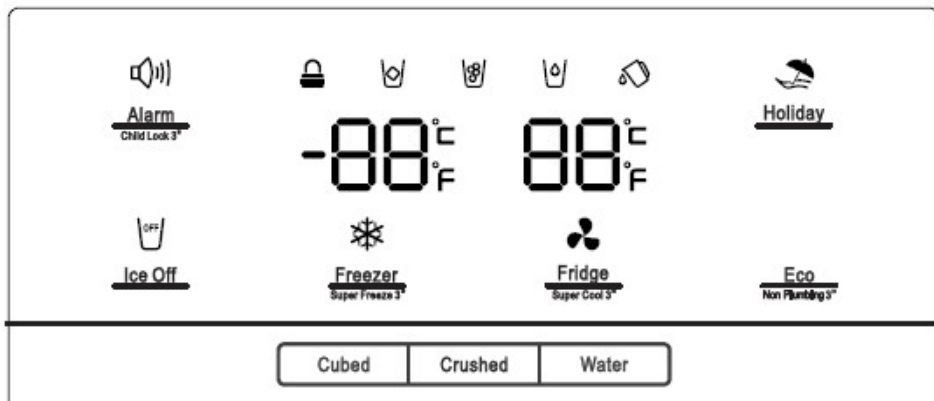 Alarm
Child Lock 3"
Holiday
-88°C °F
88°C °F
OFF
Ice Off
Freezer
Super Freeze 3"
Fridge
Super Cool 3"
Eco
Non Plumbing 3"
Cubed
Crushed
Water